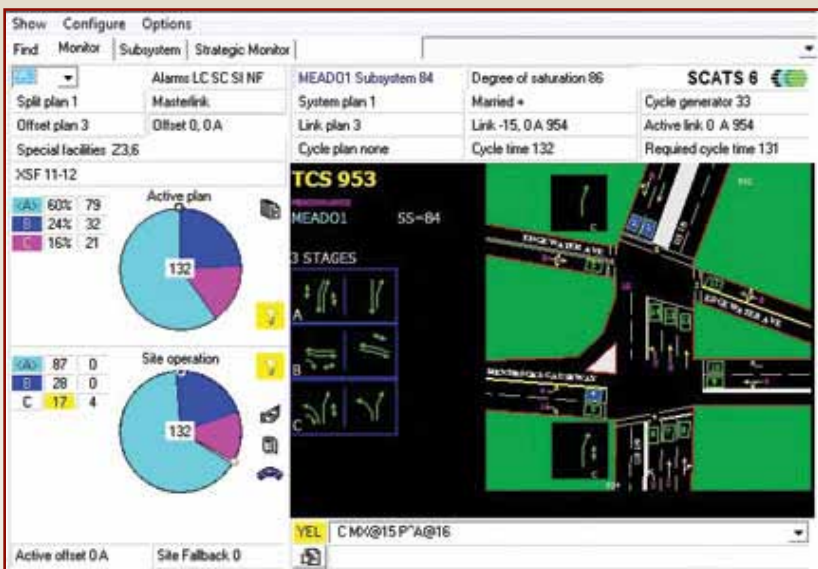 Show Configure Options
Find Monitor Subsystem Strategic Monitor
Alarms LC SC SI NF
MEADO1 Subsystem 84
Degree of saturation 86
SCATS 6
Split plan 1
Masterlink
System plan 1
Married +
Cycle generator 33
Offset plan 3
Offset 0, 0A
Link plan 3
Link -15, 0 A 954
Active link 0 A 954
Special facilities Z3,6
Cycle plan none
Cycle time 132
Required cycle time 131
XSF 11-12
Active plan
<A> 60% 79
B 24% 32
C 16% 21
132
Site operation
<A> 87 0
B 28 0
C 17 4
132
TCS 953
MEADO1 SS=84
3 STAGES
A
B
C
C
EDGEWATER AVE
EDGEWATER AVE
C
YEL C MX@15 P^A@16
Active offset 0 A
Site Fallback 0